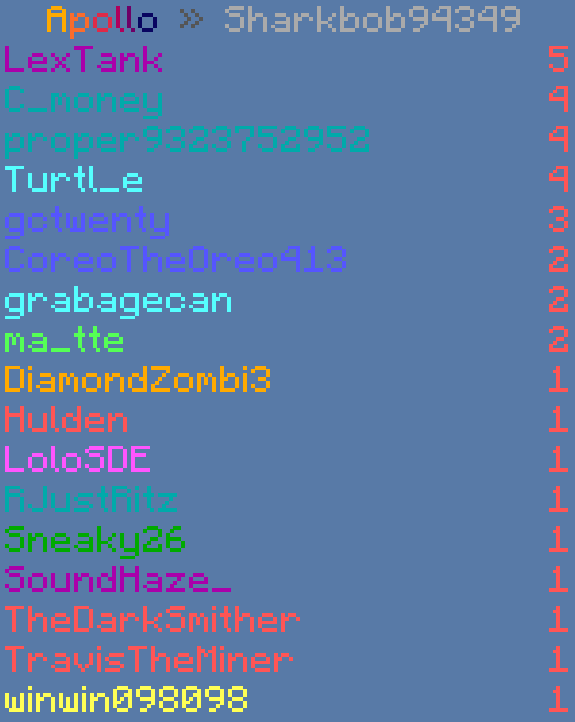 Apollo » Sharkbob94349
LexTank 5
C_money 4
proper9323752952 4
Turtl_e 4
gctwenty 3
CoreoTheOreo413 2
grabagecan 2
ma_tte 2
DiamondZombi3 1
Hulden 1
LoloSDE 1
RJustRitz 1
Sneaky26 1
SoundHaze_ 1
TheDarkSmither 1
TravisTheMiner 1
winwin098098 1